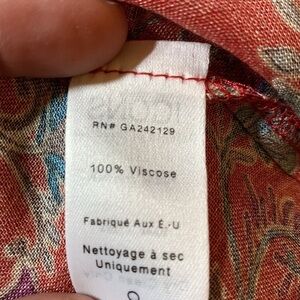 RN# GA242129
100% Viscose
Fabriqué Aux É.-U
Nettoyage à sec
Uniquement